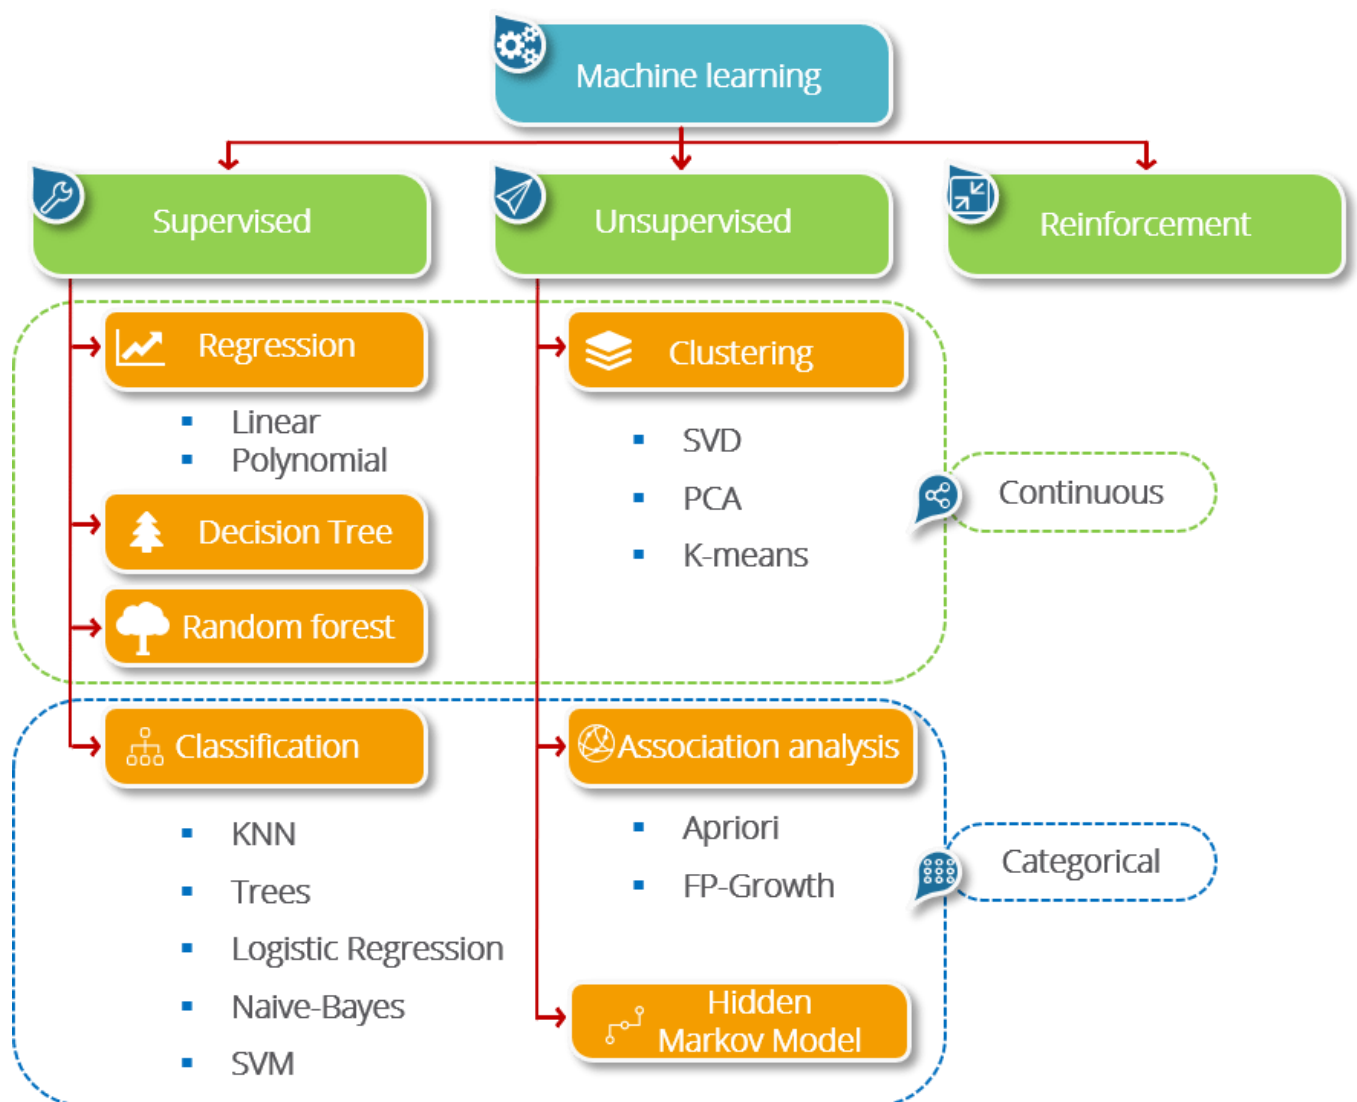 Machine learning
Supervised
Unsupervised
Reinforcement
Regression
Linear
Polynomial
Decision Tree
Random forest
Clustering
SVD
PCA
K-means
Continuous
Classification
KNN
Trees
Logistic Regression
Naive-Bayes
SVM
Association analysis
Apriori
FP-Growth
Hidden
Markov Model
Categorical